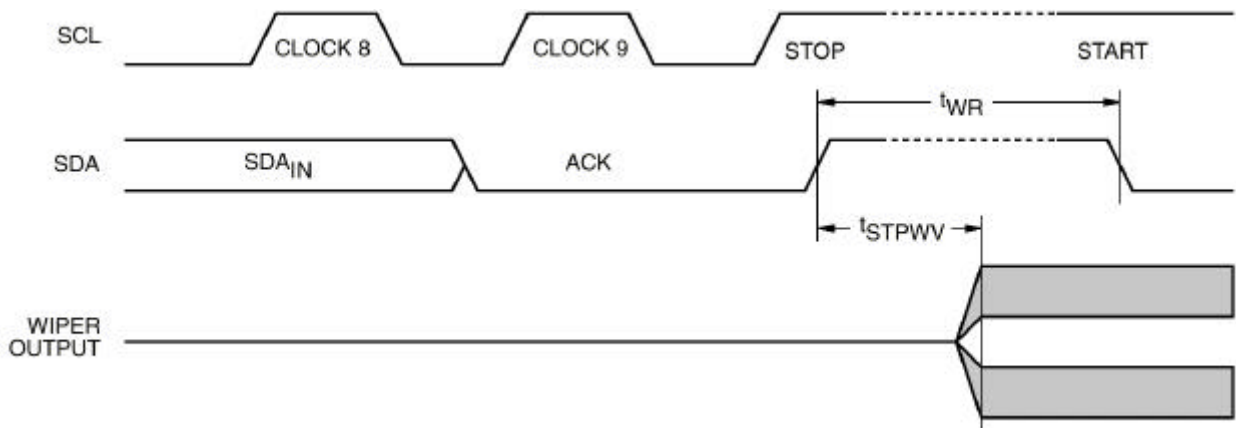 SCL
CLOCK 8
CLOCK 9
STOP
START
tWR
SDA
SDAIN
ACK
tSTPWV
WIPER
OUTPUT